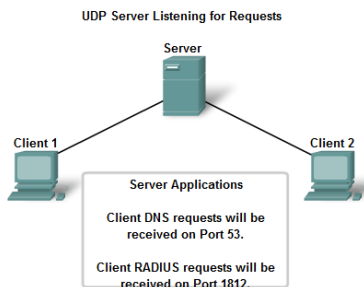 UDP Server Listening for Requests
Server
Client 1
Client 2
Server Applications
Client DNS requests will be
received on Port 53.
Client RADIUS requests will be
received on Port 1812.